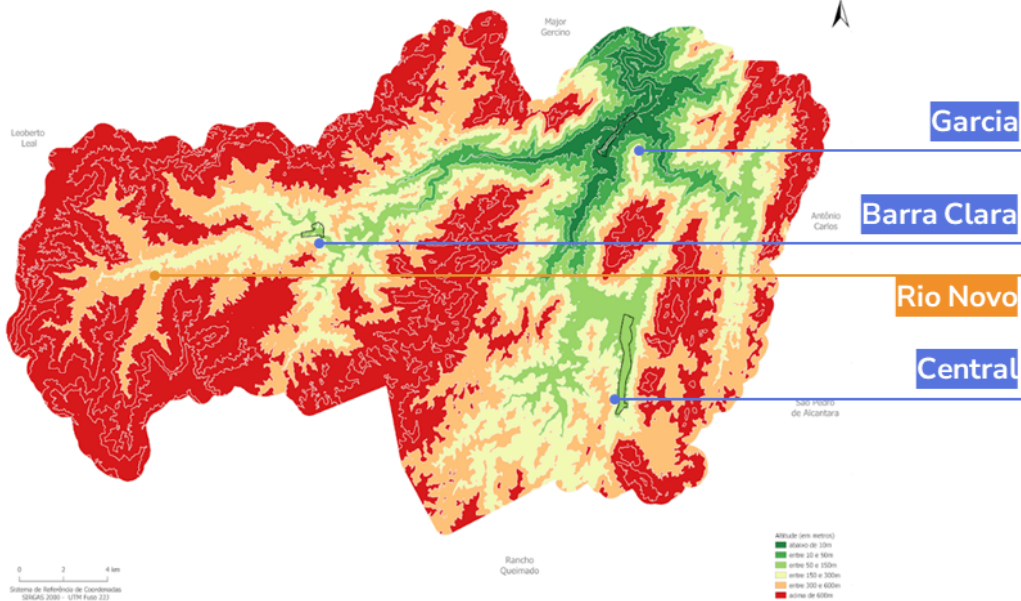 Major
Gercino
Leoberto
Leal
Garcia
Barra Clara
Antônio
Carlos
Rio Novo
Central
São Pedro
de Alcantara
Rancho
Queimado
0 2 4 km
Sistema de Referência de Coordenadas
SIRGAS 2000 - UTM Fuso 22J
Altitude (em metros)
abaixo de 10m
entre 10 e 50m
entre 50 e 150m
entre 150 e 300m
entre 300 e 600m
acima de 600m